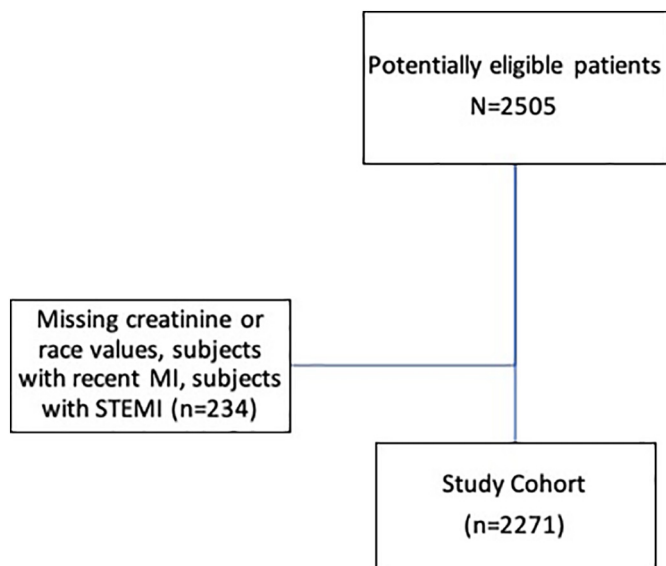 Potentially eligible patients
N=2505
Missing creatinine or
race values, subjects
with recent MI, subjects
with STEMI (n=234)
Study Cohort
(n=2271)